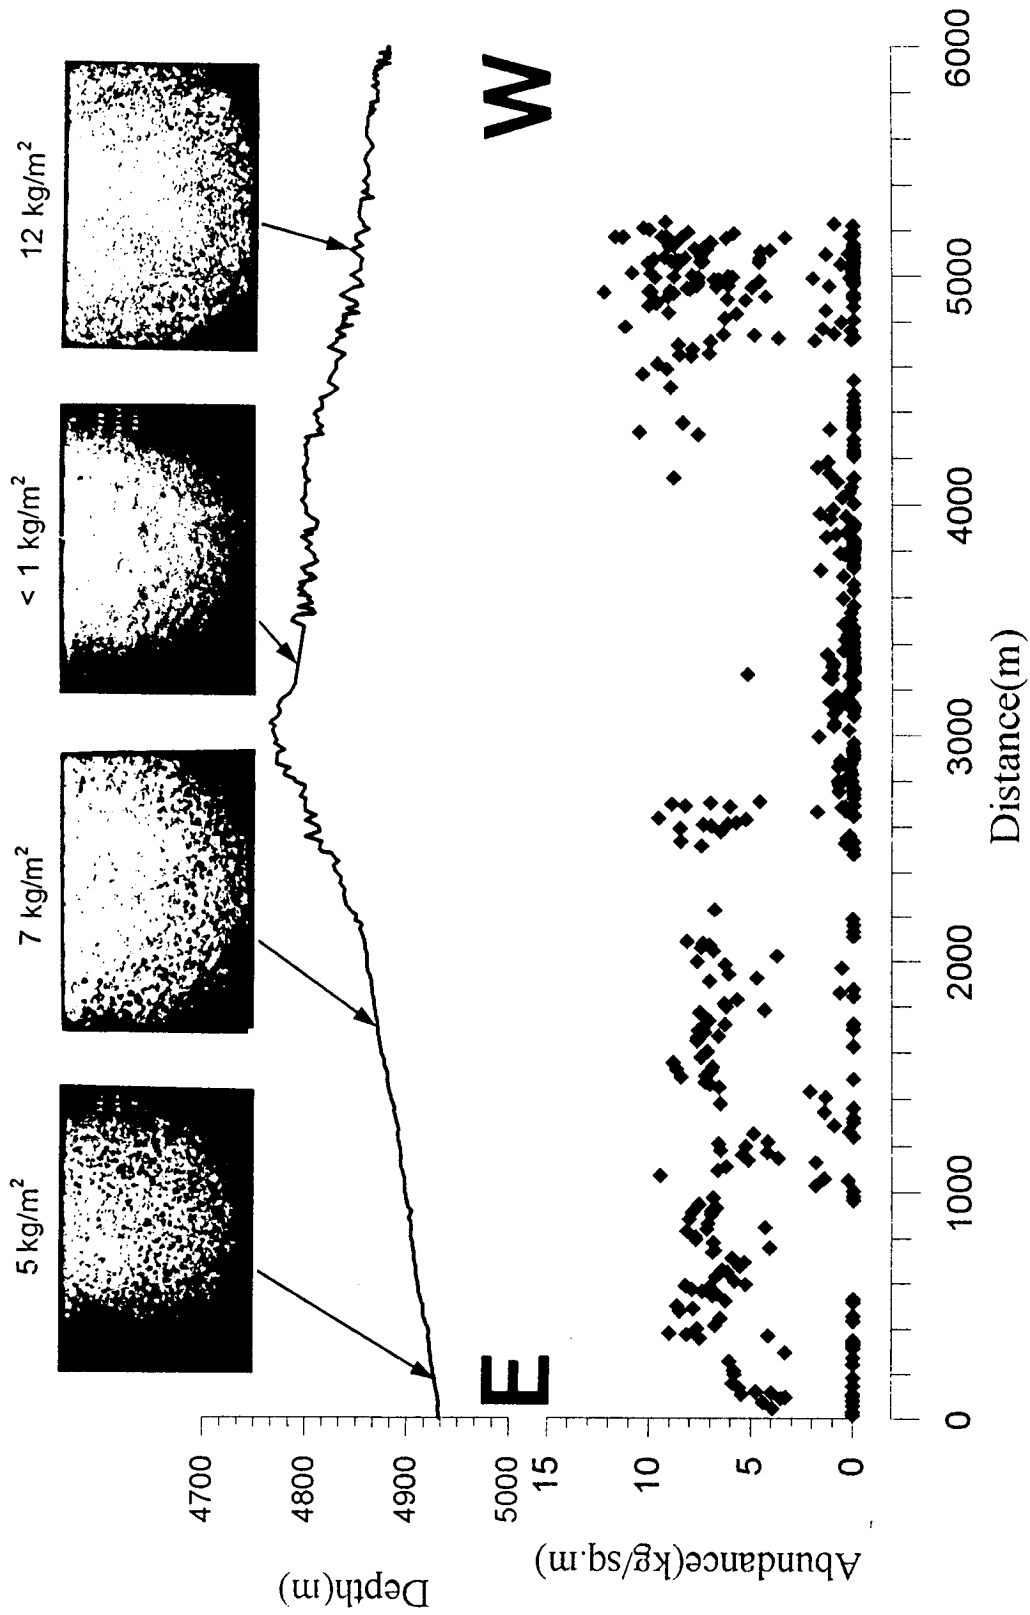 5 kg/m²
7 kg/m²
< 1 kg/m²
12 kg/m²
Depth(m)
4700
4800
4900
5000
E
W
Abundance(kg/sq.m)
15
10
5
0
0
1000
2000
3000
4000
5000
6000
Distance(m)